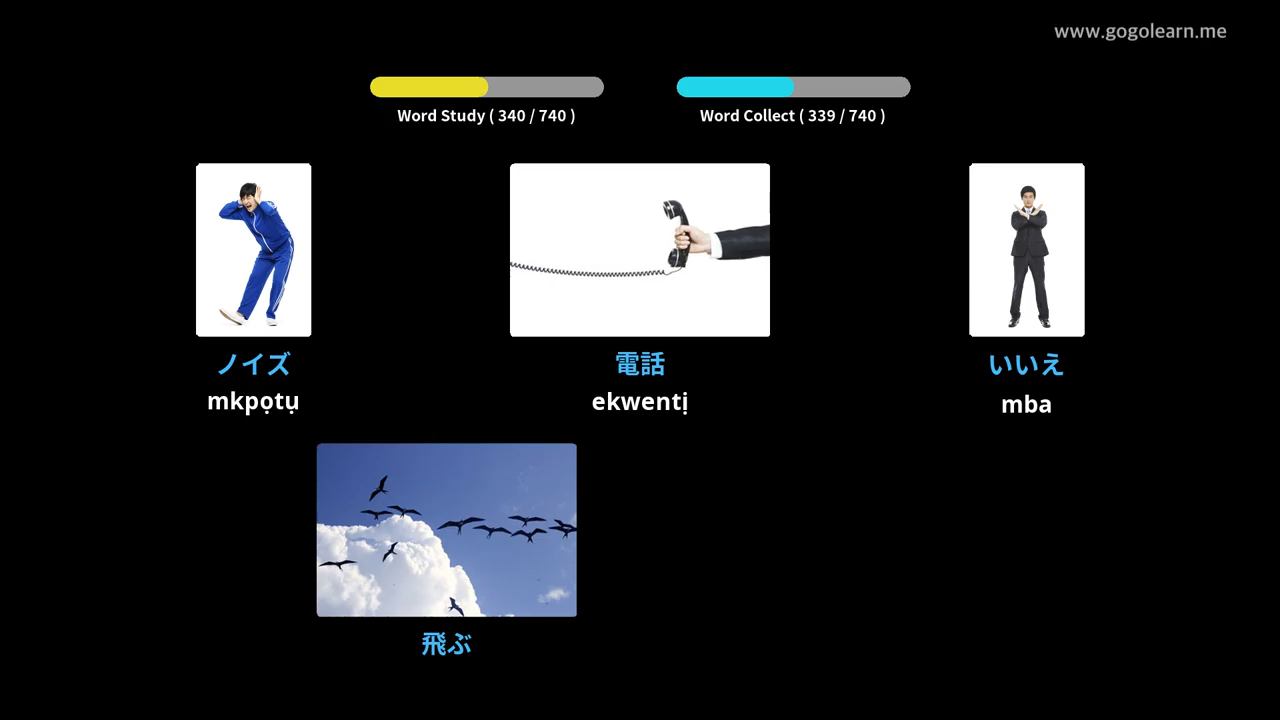 www.gogolearn.me
Word Study ( 340 / 740 )
Word Collect ( 339 / 740 )
ノイズ
mkpọtụ
電話
ekwentị
いいえ
mba
飛ぶ